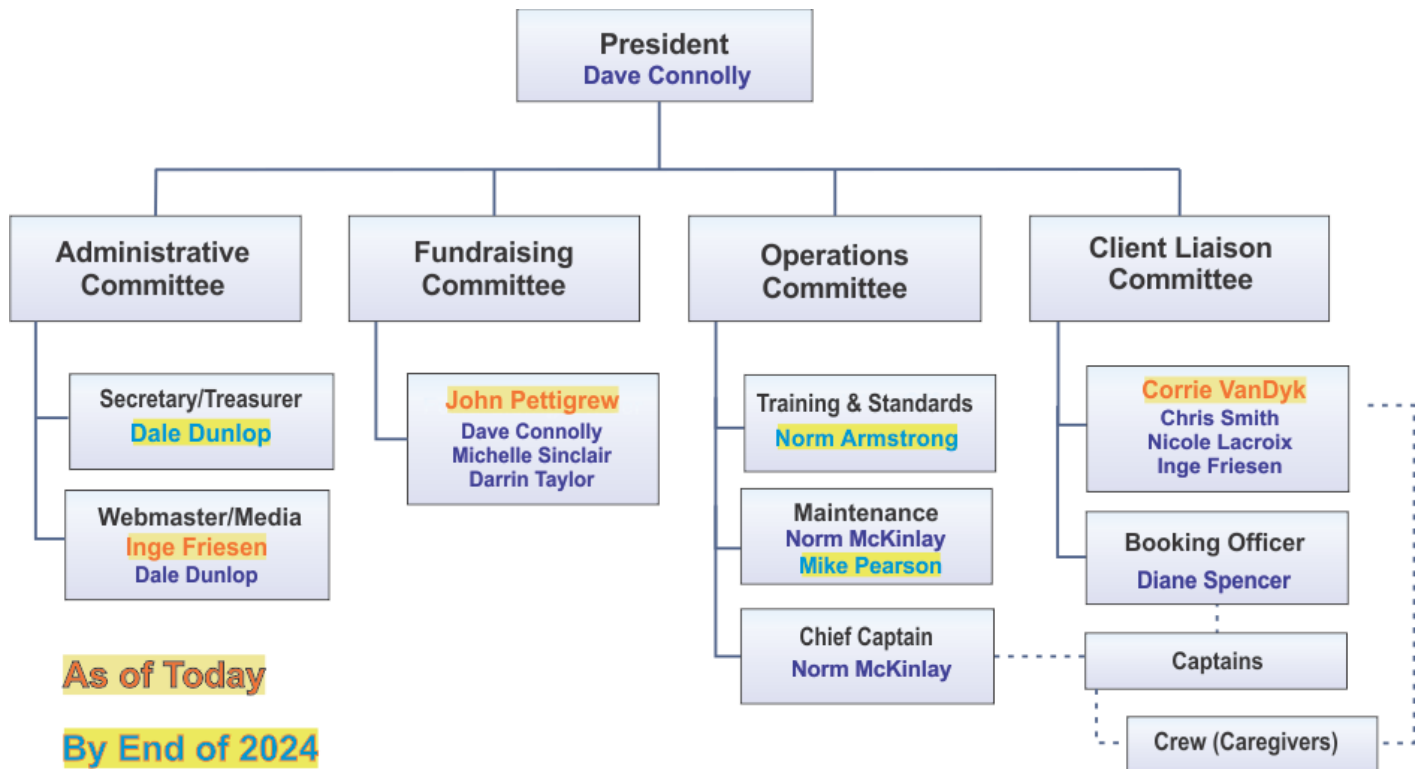 President
Dave Connolly
Administrative
Committee
Fundraising
Committee
Operations
Committee
Client Liaison
Committee
Secretary/Treasurer
Dale Dunlop
Webmaster/Media
Inge Friesen
Dale Dunlop
John Pettigrew
Dave Connolly
Michelle Sinclair
Darrin Taylor
Training & Standards
Norm Armstrong
Maintenance
Norm McKinlay
Mike Pearson
Chief Captain
Norm McKinlay
Corrie VanDyk
Chris Smith
Nicole Lacroix
Inge Friesen
Booking Officer
Diane Spencer
Captains
Crew (Caregivers)
As of Today
By End of 2024